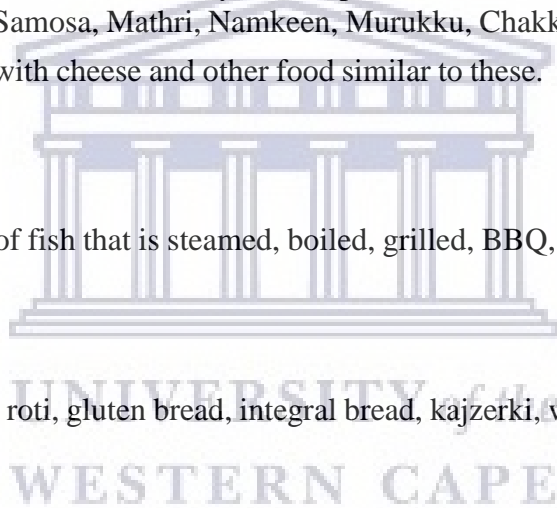 Samosa, Mathri, Namkeen, Murukku, Chakk
with cheese and other food similar to these.
of fish that is steamed, boiled, grilled, BBQ,
roti, gluten bread, integral bread, kajzerki, v
UNIVERSITY of the
WESTERN CAPE